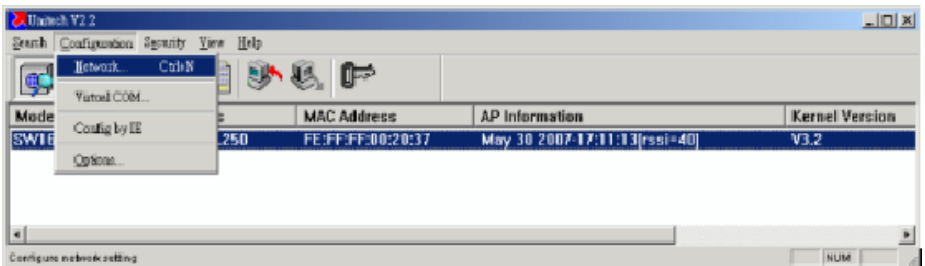 Unitech V2.2
Search Configuration Security View Help
Network... Ctrl+N
Virtual COM...
Config by IE
Options...
Mode MAC Address AP Information Kernel Version
SW16 .250 FE:FF:FF:00:20:37 May 30 2007-17:11:13[rssi=40] V3.2
Configure network setting NUM